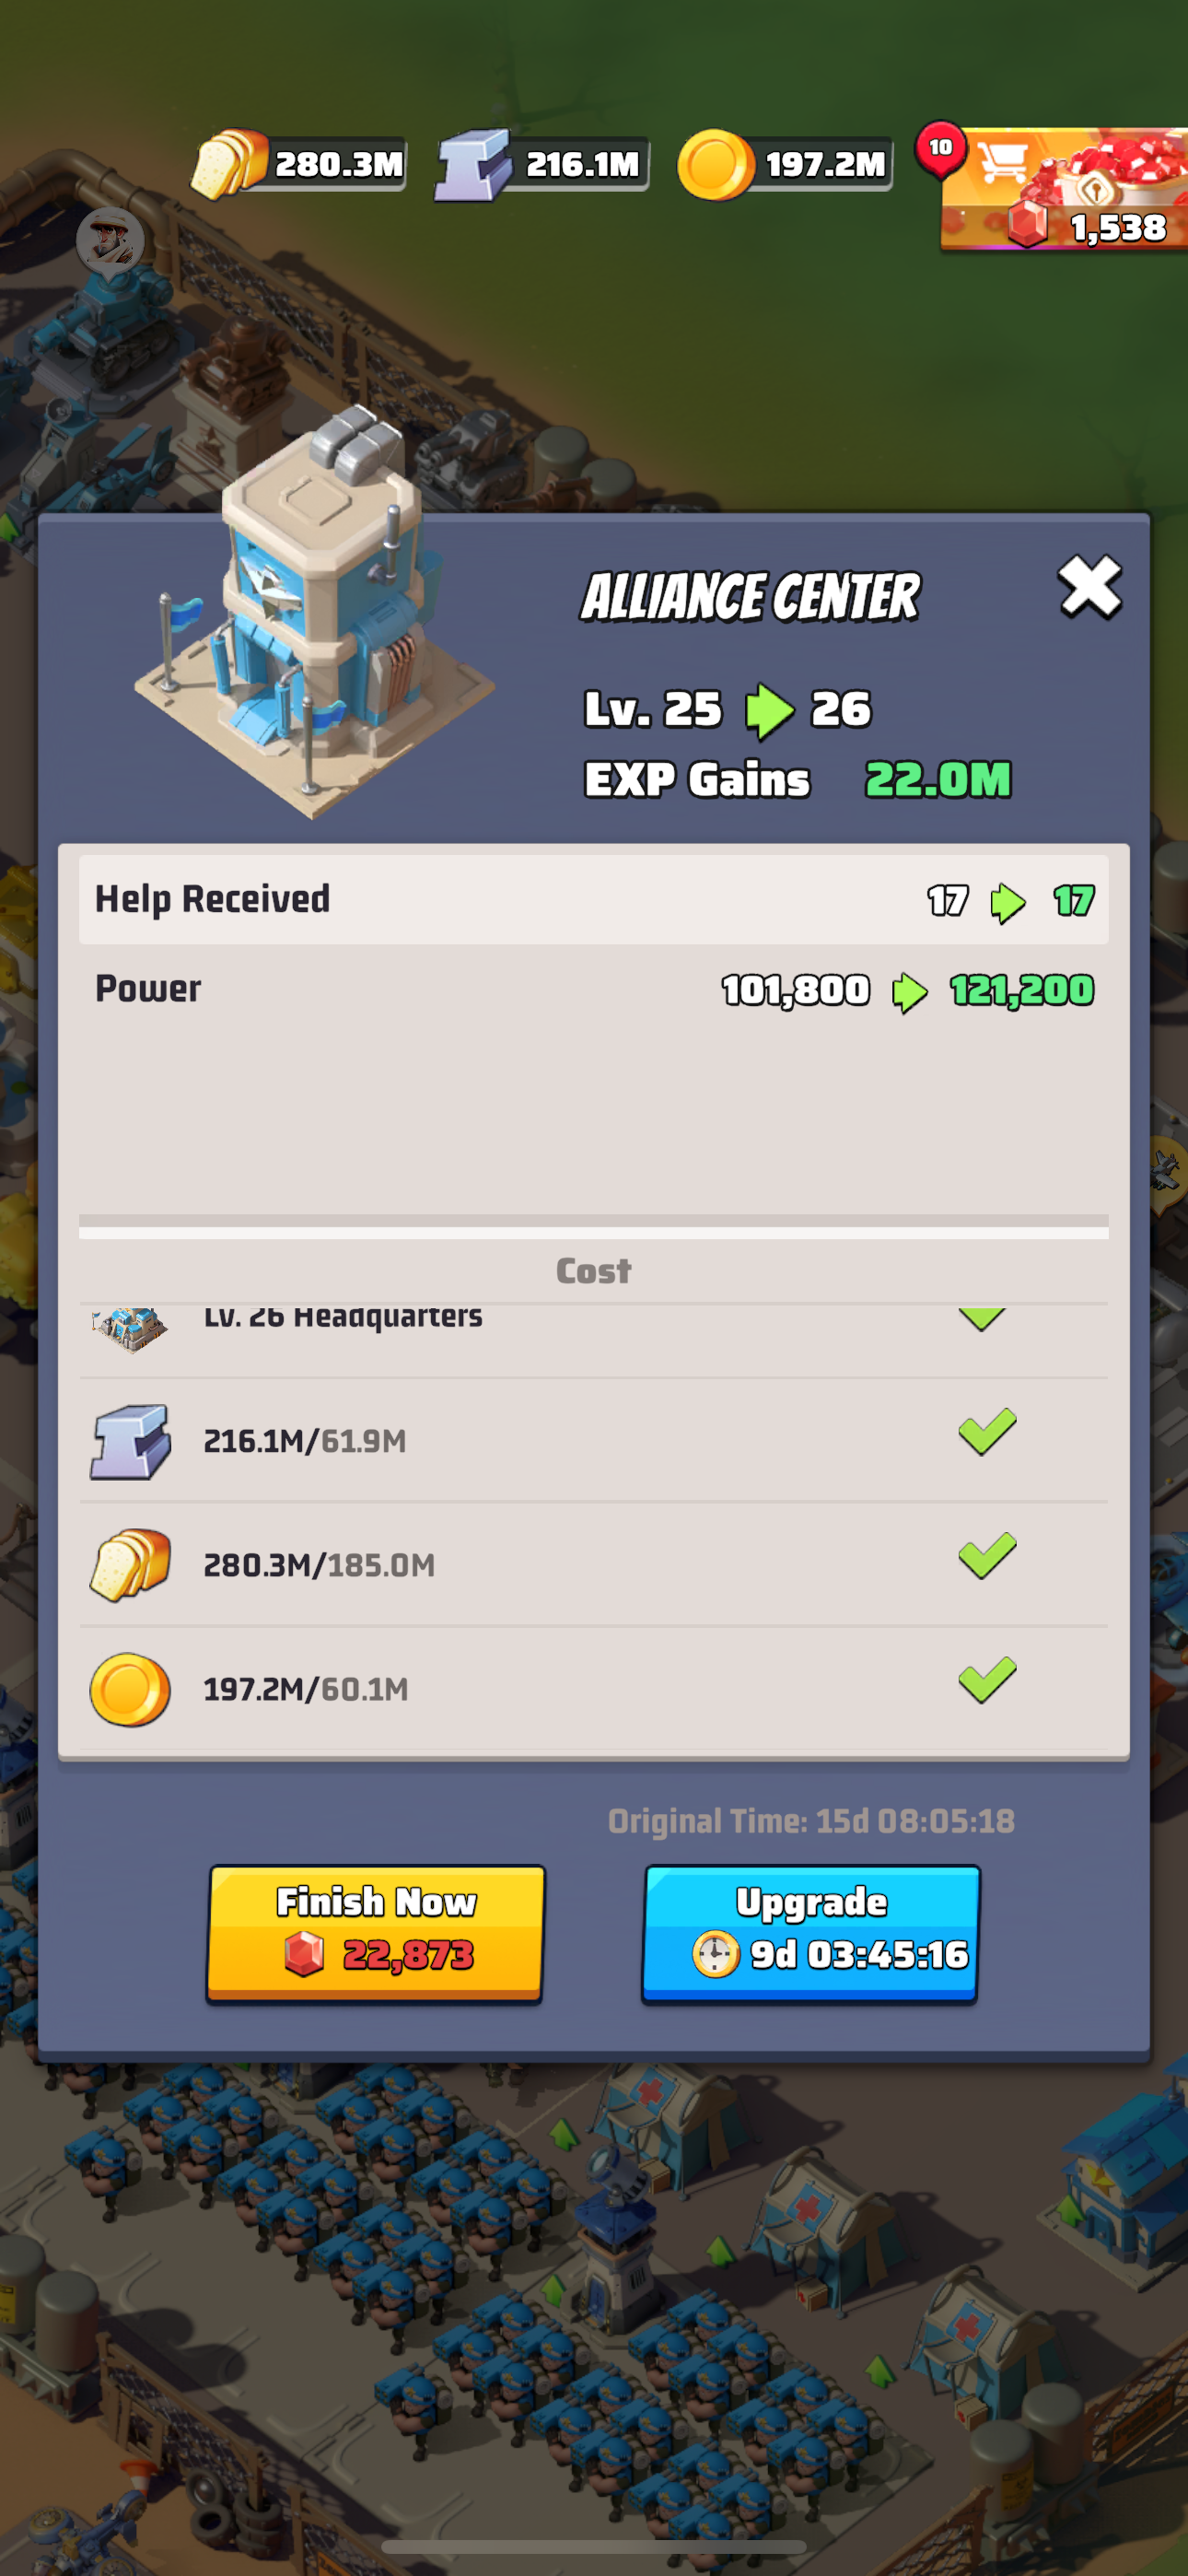 280.3M 216.1M 197.2M 10
1,538
ALLIANCE CENTER
Lv. 25 26
EXP Gains 22.0M
Help Received 17 17
Power 101,800 121,200
Cost
Lv. 26 Headquarters
216.1M/61.9M
280.3M/185.0M
197.2M/60.1M
Original Time: 15d 08:05:18
Finish Now Upgrade
22,873 9d 03:45:16